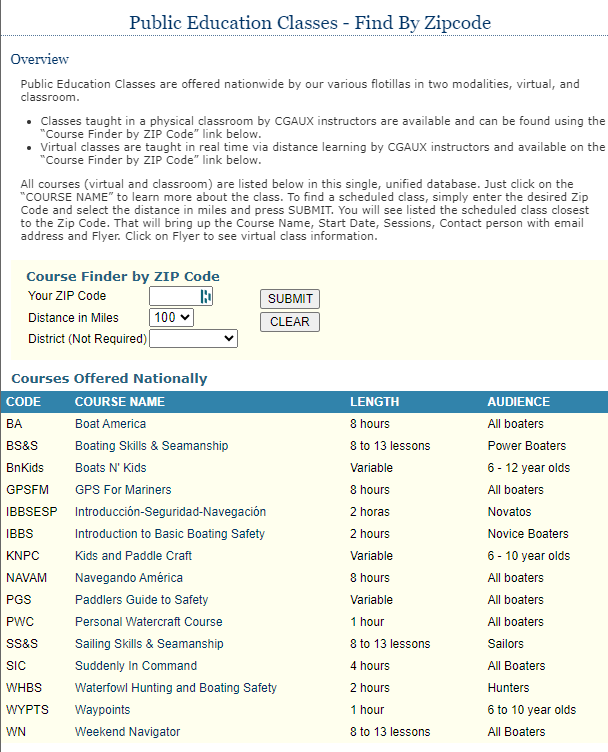 Public Education Classes - Find By Zipcode
Overview
Public Education Classes are offered nationwide by our various flotillas in two modalities, virtual, and
classroom.
• Classes taught in a physical classroom by CGAUX instructors are available and can be found using the
“Course Finder by ZIP Code” link below.
• Virtual classes are taught in real time via distance learning by CGAUX instructors and available on the
“Course Finder by ZIP Code” link below.
All courses (virtual and classroom) are listed below in this single, unified database. Just click on the
“COURSE NAME” to learn more about the class. To find a scheduled class, simply enter the desired Zip
Code and select the distance in miles and press SUBMIT. You will see listed the scheduled class closest
to the Zip Code. That will bring up the Course Name, Start Date, Sessions, Contact person with email
address and Flyer. Click on Flyer to see virtual class information.
Course Finder by ZIP Code
Your ZIP Code SUBMIT
Distance in Miles 100 CLEAR
District (Not Required)
Courses Offered Nationally
CODE COURSE NAME LENGTH AUDIENCE
BA Boat America 8 hours All boaters
BS&S Boating Skills & Seamanship 8 to 13 lessons Power Boaters
BnKids Boats N' Kids Variable 6 - 12 year olds
GPSFM GPS For Mariners 8 hours All boaters
IBBSESP Introducción-Seguridad-Navegación 2 horas Novatos
IBBS Introduction to Basic Boating Safety 2 hours Novice Boaters
KNPC Kids and Paddle Craft Variable 6 - 10 year olds
NAVAM Navegando América 8 hours All boaters
PGS Paddlers Guide to Safety Variable All boaters
PWC Personal Watercraft Course 1 hour All boaters
SS&S Sailing Skills & Seamanship 8 to 13 lessons Sailors
SIC Suddenly In Command 4 hours All Boaters
WHBS Waterfowl Hunting and Boating Safety 2 hours Hunters
WYPTS Waypoints 1 hour 6 to 10 year olds
WN Weekend Navigator 8 to 13 lessons All Boaters